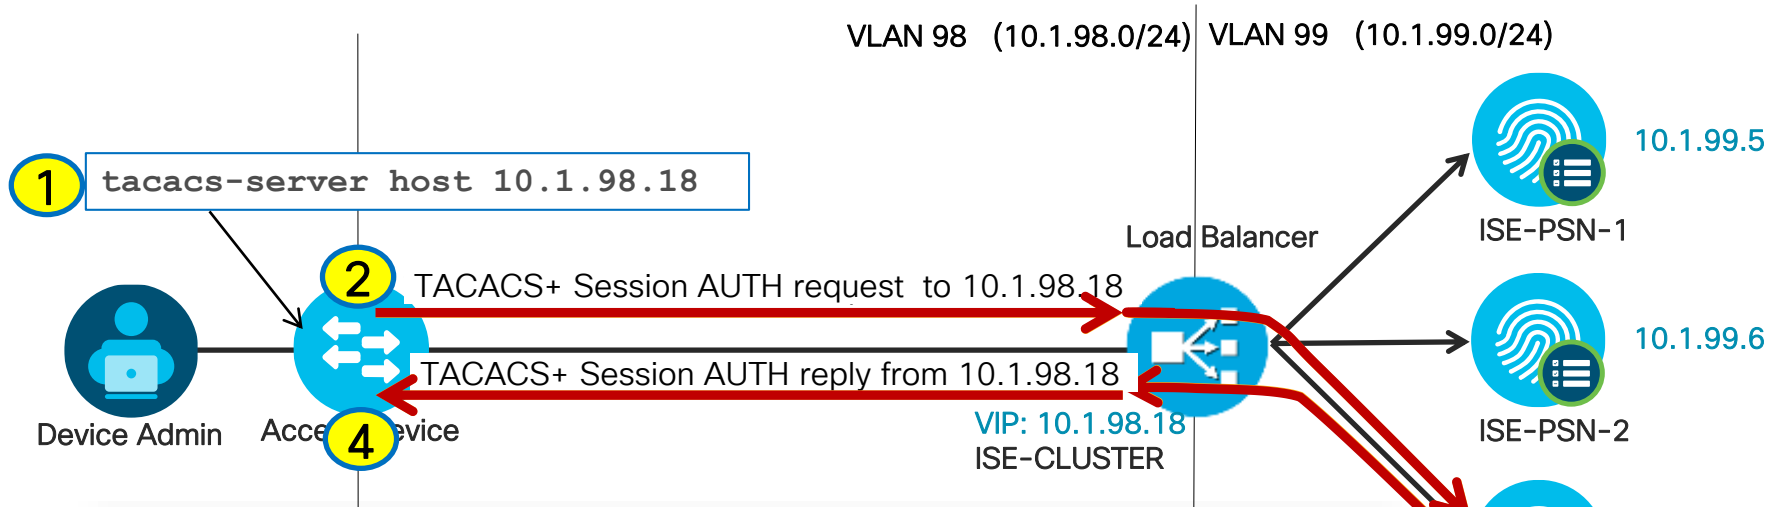 VLAN 98 (10.1.98.0/24) VLAN 99 (10.1.99.0/24)
10.1.99.5
1 tacacs-server host 10.1.98.18
ISE-PSN-1
Load Balancer
2 TACACS+ Session AUTH request to 10.1.98.18
10.1.99.6
TACACS+ Session AUTH reply from 10.1.98.18
VIP: 10.1.98.18
ISE-CLUSTER
Device Admin
4
ISE-PSN-2